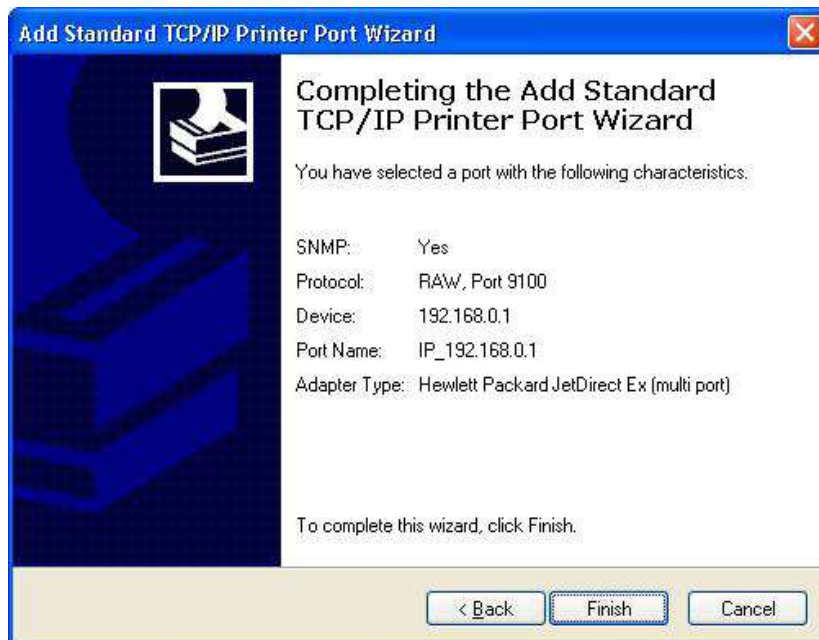 Add Standard TCP/IP Printer Port Wizard
Completing the Add Standard
TCP/IP Printer Port Wizard
You have selected a port with the following characteristics.
SNMP: Yes
Protocol: RAW, Port 9100
Device: 192.168.0.1
Port Name: IP_192.168.0.1
Adapter Type: Hewlett Packard JetDirect Ex (multi port)
To complete this wizard, click Finish.
< Back Finish Cancel